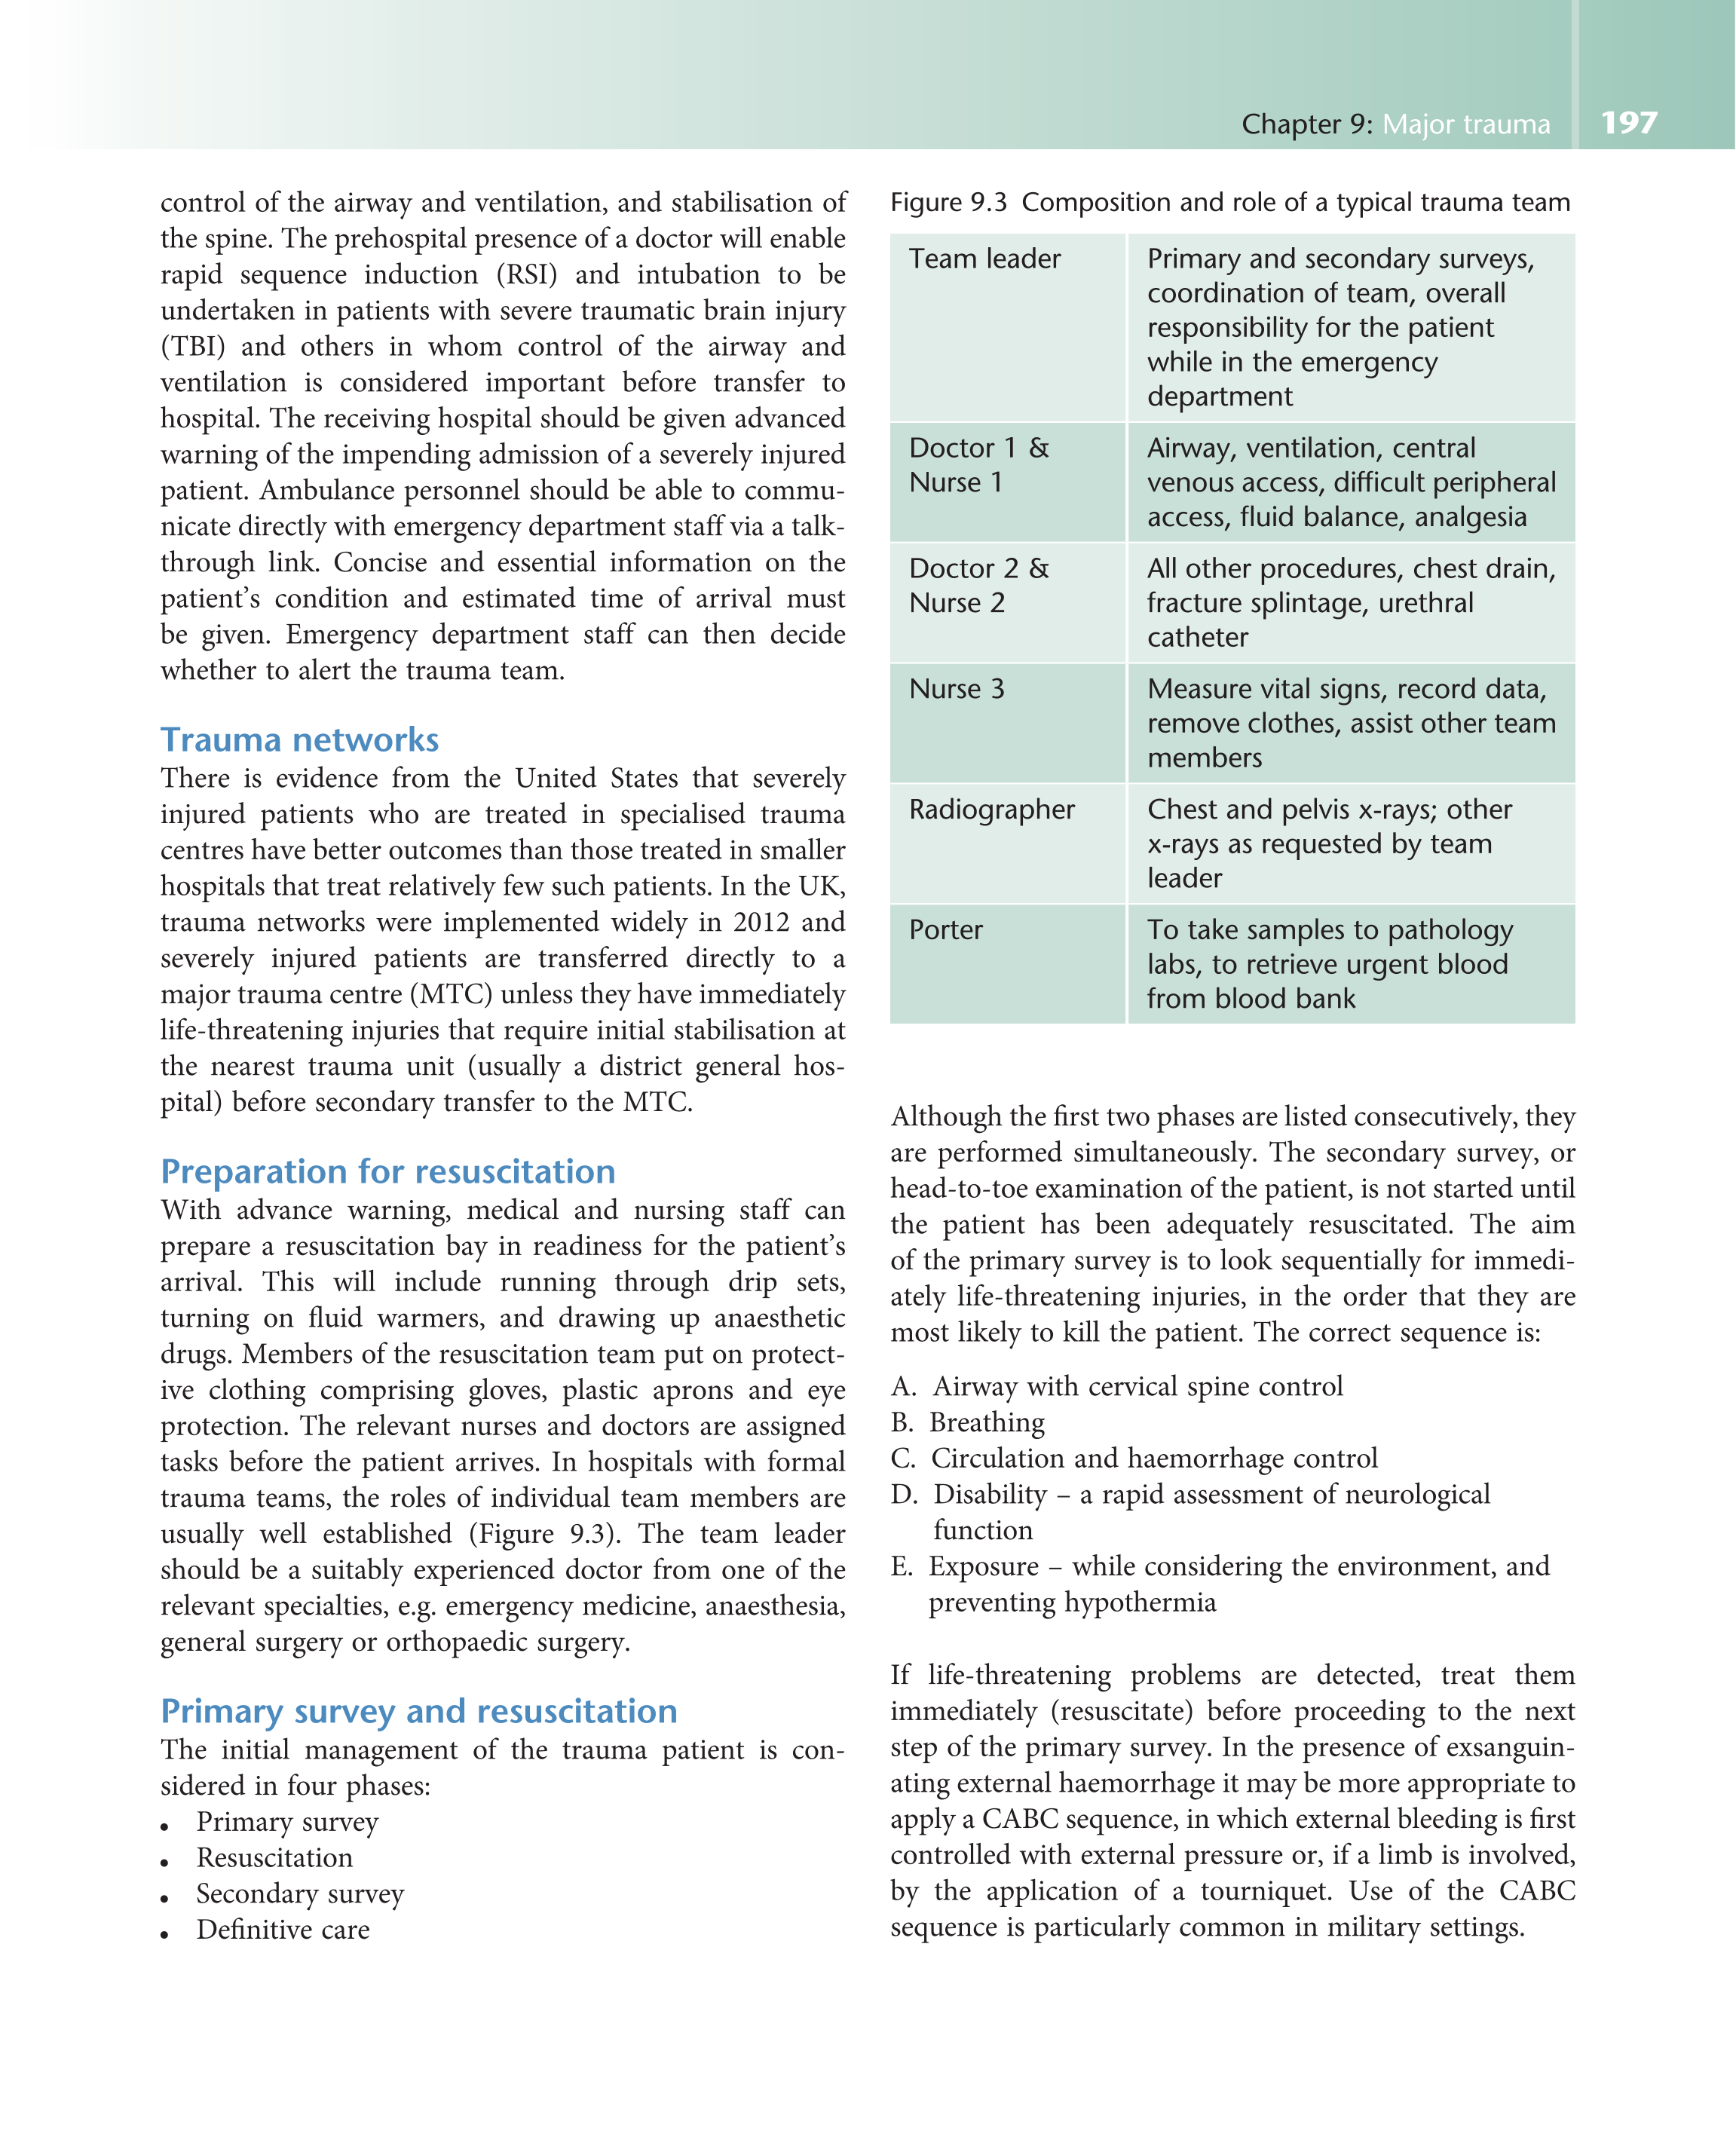 Chapter 9: Major trauma 197
control of the airway and ventilation, and stabilisation of
the spine. The prehospital presence of a doctor will enable
rapid sequence induction (RSI) and intubation to be
undertaken in patients with severe traumatic brain injury
(TBI) and others in whom control of the airway and
ventilation is considered important before transfer to
hospital. The receiving hospital should be given advanced
warning of the impending admission of a severely injured
patient. Ambulance personnel should be able to commu-
nicate directly with emergency department staff via a talk-
through link. Concise and essential information on the
patient's condition and estimated time of arrival must
be given. Emergency department staff can then decide
whether to alert the trauma team.
Trauma networks
There is evidence from the United States that severely
injured patients who are treated in specialised trauma
centres have better outcomes than those treated in smaller
hospitals that treat relatively few such patients. In the UK,
trauma networks were implemented widely in 2012 and
severely injured patients are transferred directly to a
major trauma centre (MTC) unless they have immediately
life-threatening injuries that require initial stabilisation at
the nearest trauma unit (usually a district general hos-
pital) before secondary transfer to the MTC.
Preparation for resuscitation
With advance warning, medical and nursing staff can
prepare a resuscitation bay in readiness for the patient's
arrival. This will include running through drip sets,
turning on fluid warmers, and drawing up anaesthetic
drugs. Members of the resuscitation team put on protect-
ive clothing comprising gloves, plastic aprons and eye
protection. The relevant nurses and doctors are assigned
tasks before the patient arrives. In hospitals with formal
trauma teams, the roles of individual team members are
usually well established (Figure 9.3). The team leader
should be a suitably experienced doctor from one of the
relevant specialties, e.g. emergency medicine, anaesthesia,
general surgery or orthopaedic surgery.
Primary survey and resuscitation
The initial management of the trauma patient is con-
sidered in four phases:
• Primary survey
• Resuscitation
• Secondary survey
• Definitive care
Figure 9.3 Composition and role of a typical trauma team
Team leader
Primary and secondary surveys,
coordination of team, overall
responsibility for the patient
while in the emergency
department
Doctor 1 &
Nurse 1
Airway, ventilation, central
venous access, difficult peripheral
access, fluid balance, analgesia
Doctor 2 &
Nurse 2
All other procedures, chest drain,
fracture splintage, urethral
catheter
Nurse 3
Measure vital signs, record data,
remove clothes, assist other team
members
Radiographer
Chest and pelvis x-rays; other
x-rays as requested by team
leader
Porter
To take samples to pathology
labs, to retrieve urgent blood
from blood bank
Although the first two phases are listed consecutively, they
are performed simultaneously. The secondary survey, or
head-to-toe examination of the patient, is not started until
the patient has been adequately resuscitated. The aim
of the primary survey is to look sequentially for immedi-
ately life-threatening injuries, in the order that they are
most likely to kill the patient. The correct sequence is:
A. Airway with cervical spine control
B. Breathing
C. Circulation and haemorrhage control
D. Disability – a rapid assessment of neurological
function
E. Exposure – while considering the environment, and
preventing hypothermia
If life-threatening problems are detected, treat them
immediately (resuscitate) before proceeding to the next
step of the primary survey. In the presence of exsanguin-
ating external haemorrhage it may be more appropriate to
apply a CABC sequence, in which external bleeding is first
controlled with external pressure or, if a limb is involved,
by the application of a tourniquet. Use of the CABC
sequence is particularly common in military settings.